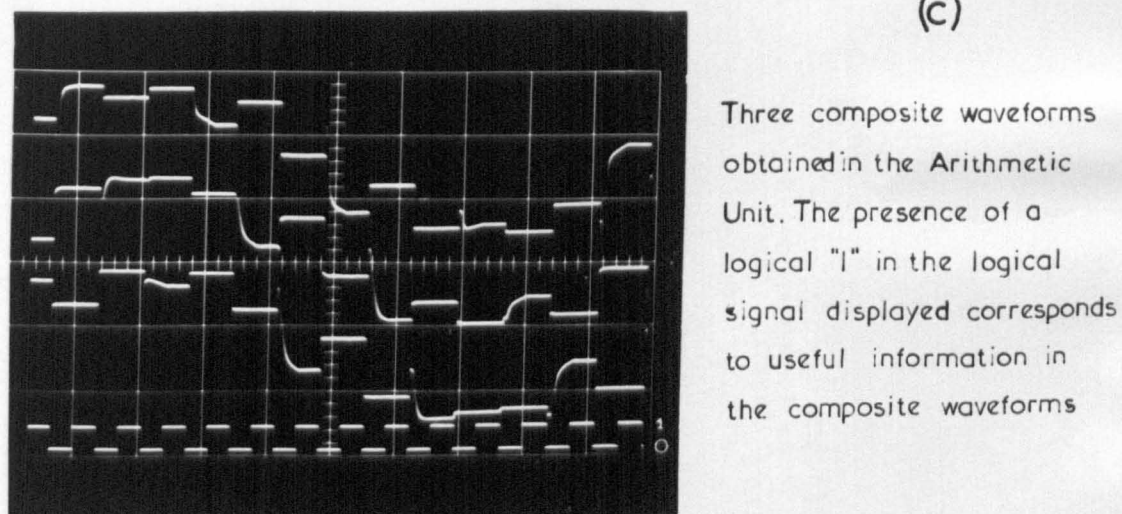 (C)
Three composite waveforms
obtained in the Arithmetic
Unit. The presence of a
logical "1" in the logical
signal displayed corresponds
to useful information in
the composite waveforms
1
0